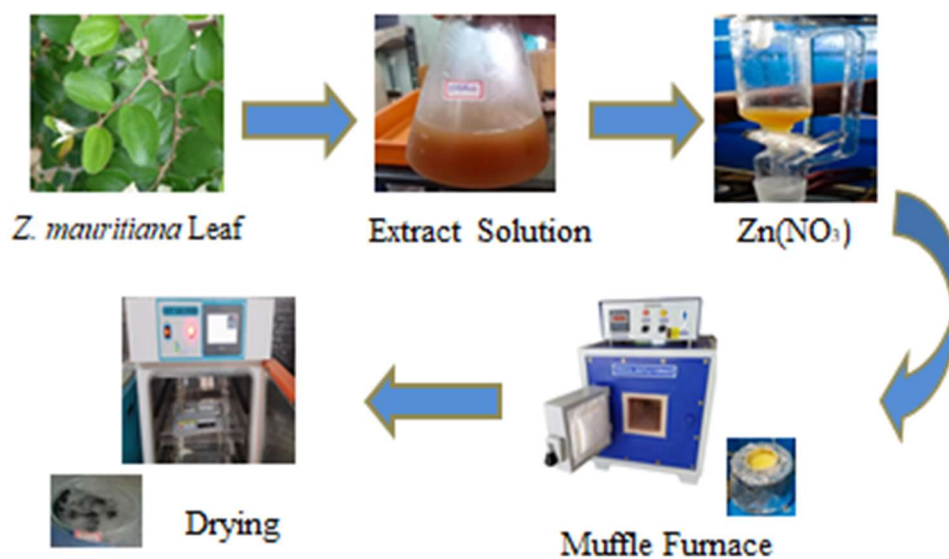 Z. mauritiana Leaf
Extract Solution
Zn(NO₃)
Drying
Muffle Furnace